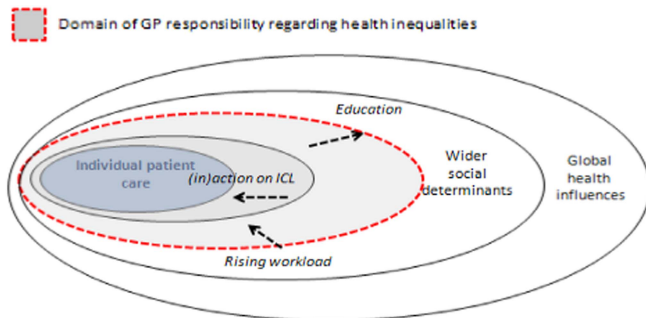 Domain of GP responsibility regarding health inequalities
Education
Individual patient
care
(in)action on ICL
Wider
social
determinants
Global
health
influences
Rising workload